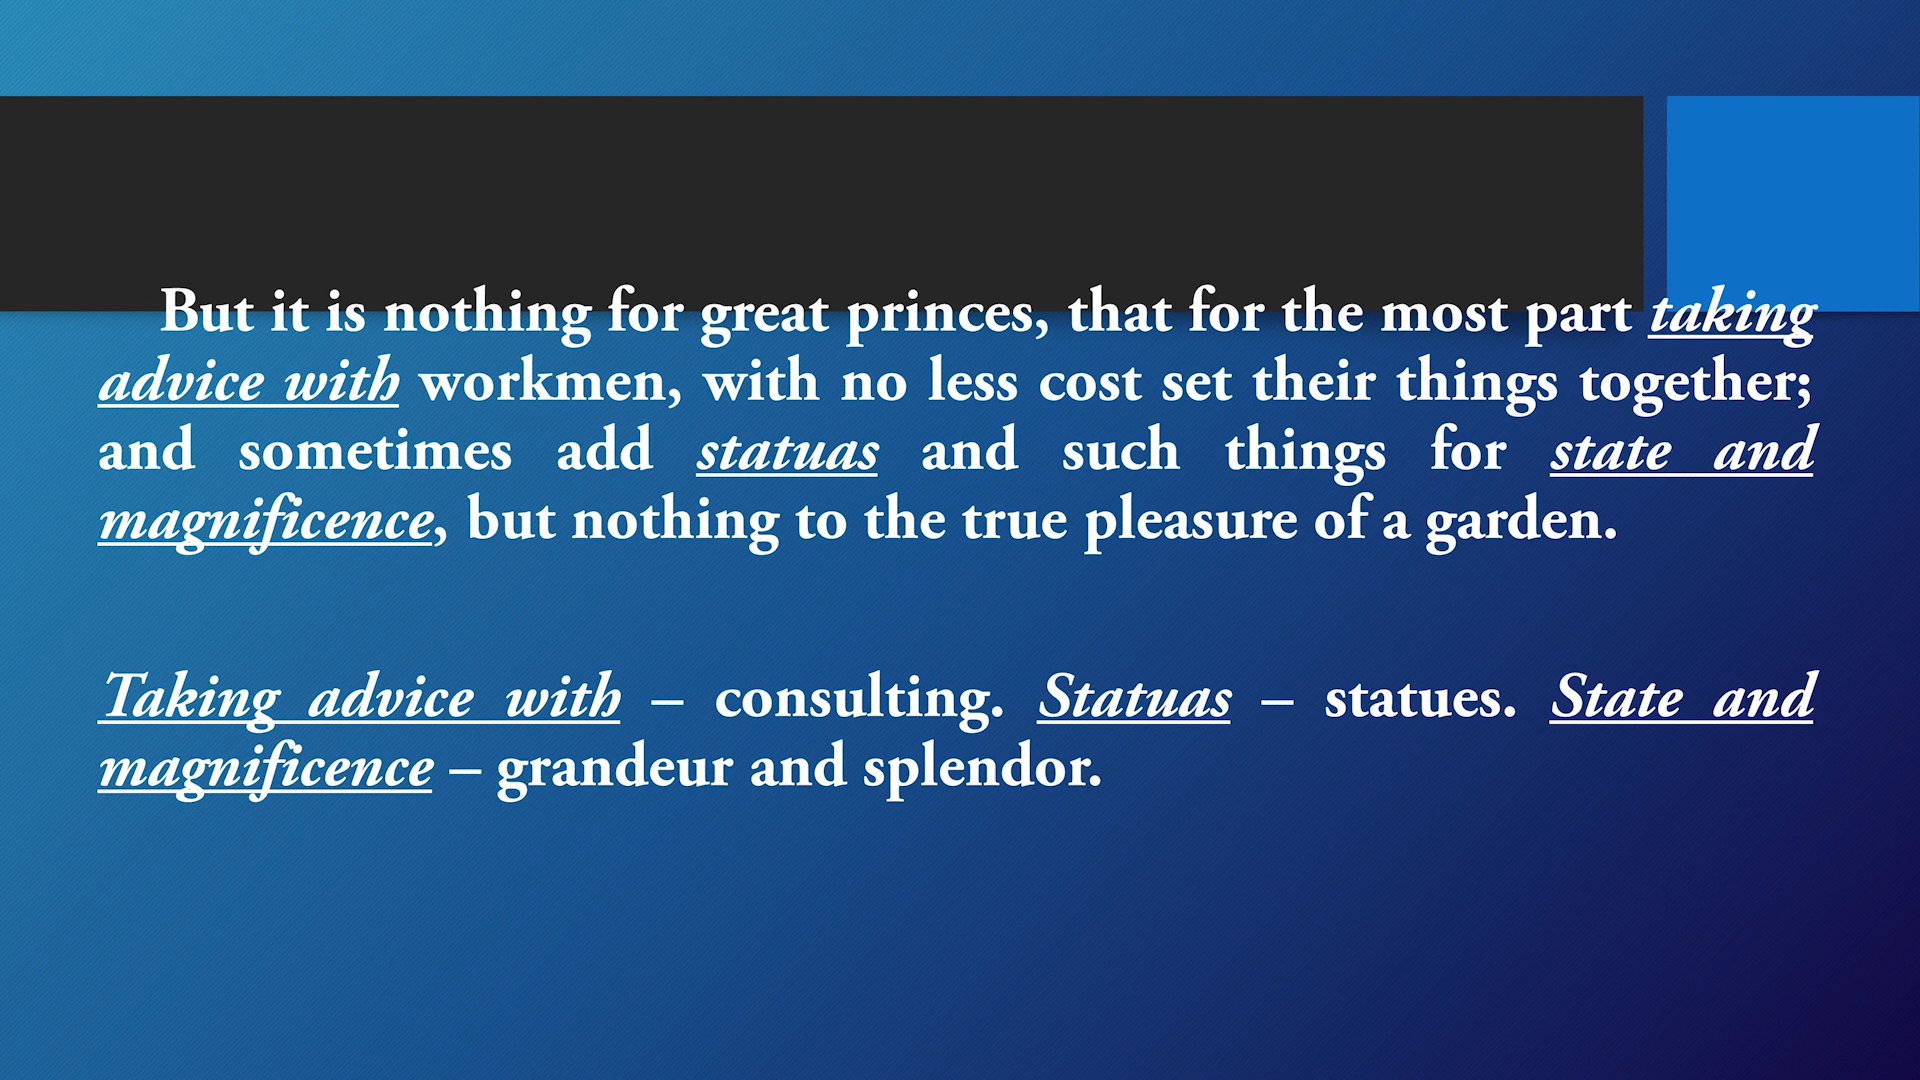 But it is nothing for great princes, that for the most part taking
advice with workmen, with no less cost set their things together;
and sometimes add statuas and such things for state and
magnificence, but nothing to the true pleasure of a garden.
Taking advice with – consulting. Statuas – statues. State and
magnificence – grandeur and splendor.